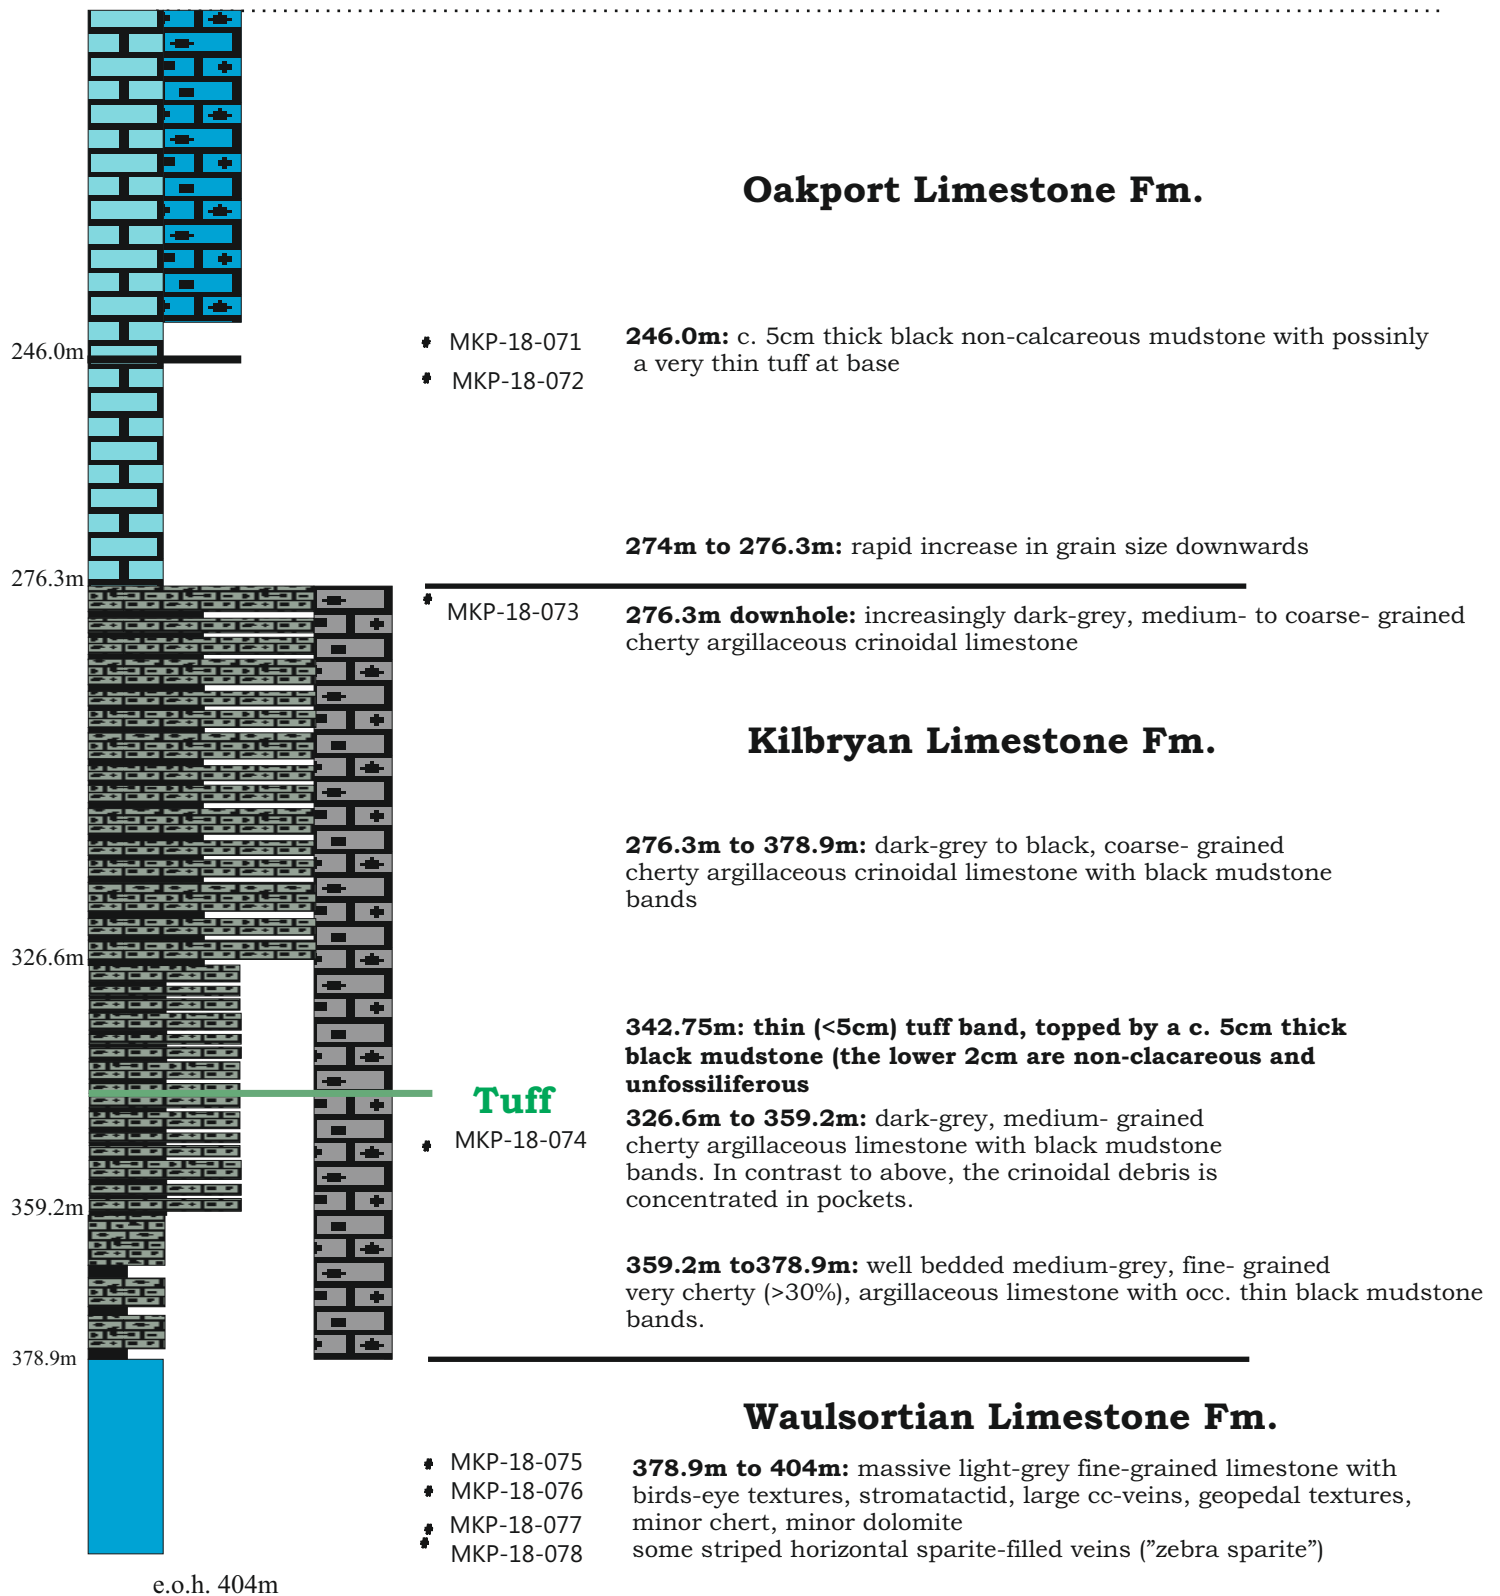 Oakport Limestone Fm.
246.0m
MKP-18-071
MKP-18-072
246.0m: c. 5cm thick black non-calcareous mudstone with possinly
a very thin tuff at base
274m to 276.3m: rapid increase in grain size downwards
276.3m
MKP-18-073
276.3m downhole: increasingly dark-grey, medium- to coarse- grained
cherty argillaceous crinoidal limestone
Kilbryan Limestone Fm.
276.3m to 378.9m: dark-grey to black, coarse- grained
cherty argillaceous crinoidal limestone with black mudstone
bands
326.6m
342.75m: thin (<5cm) tuff band, topped by a c. 5cm thick
black mudstone (the lower 2cm are non-clacareous and
unfossiliferous
Tuff
MKP-18-074
326.6m to 359.2m: dark-grey, medium- grained
cherty argillaceous limestone with black mudstone
bands. In contrast to above, the crinoidal debris is
concentrated in pockets.
359.2m
359.2m to378.9m: well bedded medium-grey, fine- grained
very cherty (>30%), argillaceous limestone with occ. thin black mudstone
bands.
378.9m
Waulsortian Limestone Fm.
MKP-18-075
MKP-18-076
MKP-18-077
MKP-18-078
378.9m to 404m: massive light-grey fine-grained limestone with
birds-eye textures, stromatactid, large cc-veins, geopedal textures,
minor chert, minor dolomite
some striped horizontal sparite-filled veins ("zebra sparite")
e.o.h. 404m